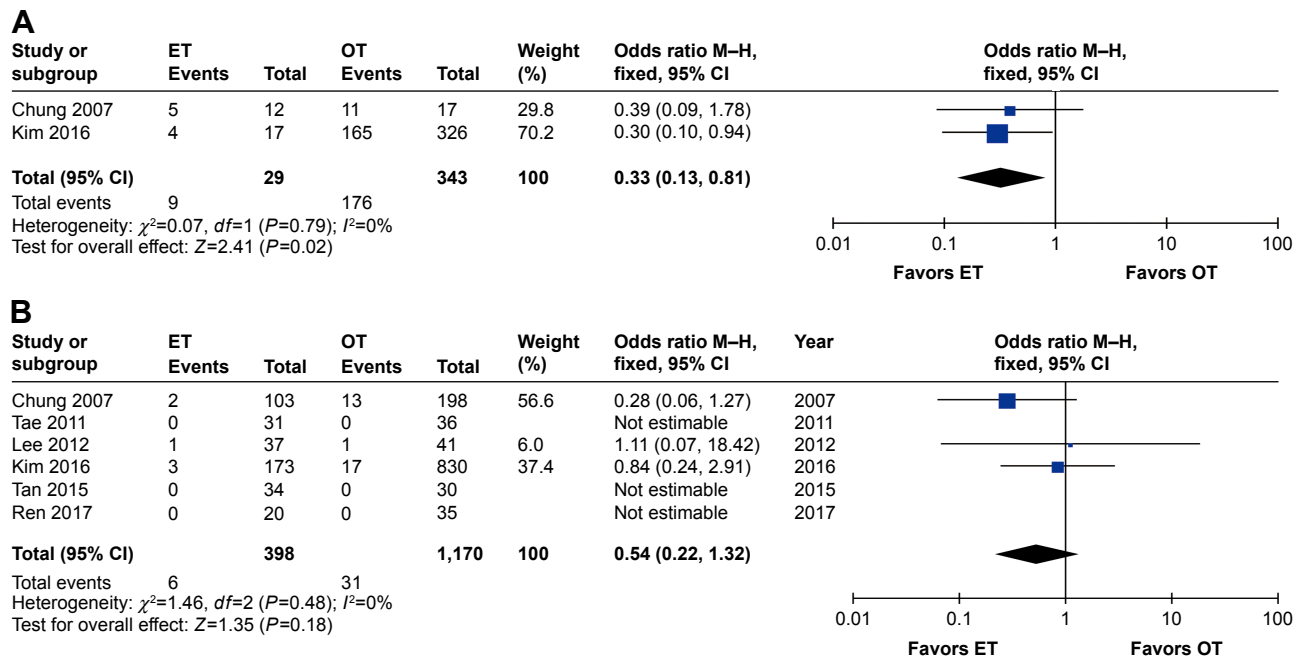 A
Study or ET OT Weight Odds ratio M–H, Odds ratio M–H,
subgroup Events Total Events Total (%) fixed, 95% CI fixed, 95% CI
Chung 2007 5 12 11 17 29.8 0.39 (0.09, 1.78)
Kim 2016 4 17 165 326 70.2 0.30 (0.10, 0.94)
Total (95% CI) 29 343 100 0.33 (0.13, 0.81)
Total events 9 176
Heterogeneity: χ²=0.07, df=1 (P=0.79); I²=0%
Test for overall effect: Z=2.41 (P=0.02)
0.01 0.1 1 10 100
Favors ET Favors OT
B
Study or ET OT Weight Odds ratio M–H, Year Odds ratio M–H,
subgroup Events Total Events Total (%) fixed, 95% CI fixed, 95% CI
Chung 2007 2 103 13 198 56.6 0.28 (0.06, 1.27) 2007
Tae 2011 0 31 0 36 Not estimable 2011
Lee 2012 1 37 1 41 6.0 1.11 (0.07, 18.42) 2012
Kim 2016 3 173 17 830 37.4 0.84 (0.24, 2.91) 2016
Tan 2015 0 34 0 30 Not estimable 2015
Ren 2017 0 20 0 35 Not estimable 2017
Total (95% CI) 398 1,170 100 0.54 (0.22, 1.32)
Total events 6 31
Heterogeneity: χ²=1.46, df=2 (P=0.48); I²=0%
Test for overall effect: Z=1.35 (P=0.18)
0.01 0.1 1 10 100
Favors ET Favors OT